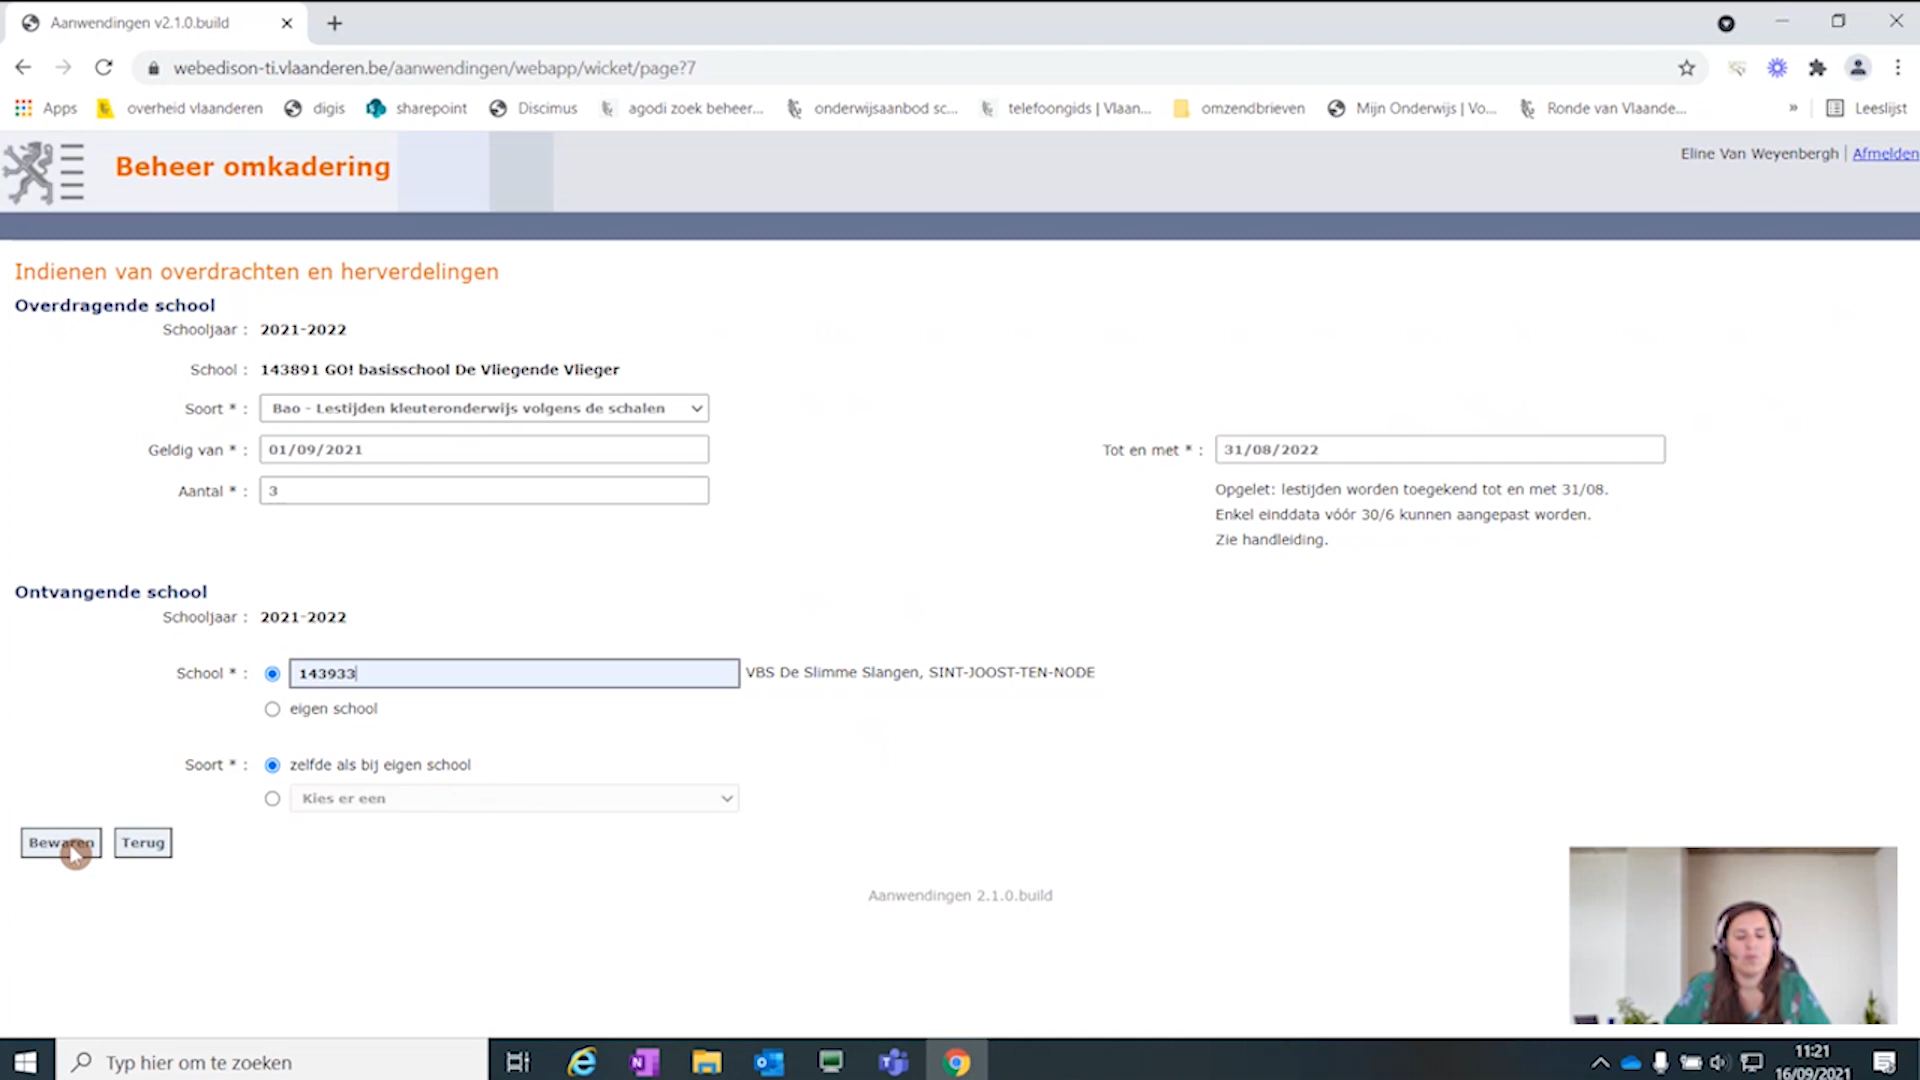 Aanwendingen v2.1.0.build
webedison-ti.vlaanderen.be/aanwendingen/webapp/wicket/page?7
Apps overheid vlaanderen digis sharepoint Discimus agodi zoek beheer... onderwijsaanbod sc... telefoongids | Vlaan... omzendbrieven Mijn Onderwijs | Vo... Ronde van Vlaande... » Leeslijst
Beheer omkadering
Eline Van Weyenbergh | Afmelden
Indienen van overdrachten en herverdelingen
Overdragende school
Schooljaar : 2021-2022
School : 143891 GO! basisschool De Vliegende Vlieger
Soort * : Bao - Lestijden kleuteronderwijs volgens de schalen
Geldig van * : 01/09/2021 Tot en met * : 31/08/2022
Aantal * : 3
Opgelet: lestijden worden toegekend tot en met 31/08.
Enkel einddata vóór 30/6 kunnen aangepast worden.
Zie handleiding.
Ontvangende school
Schooljaar : 2021-2022
School * : 143933 VBS De Slimme Slangen, SINT-JOOST-TEN-NODE
eigen school
Soort * : zelfde als bij eigen school
Kies er een
Bewaren Terug
Aanwendingen 2.1.0.build
Typ hier om te zoeken
11:21
16/09/2021